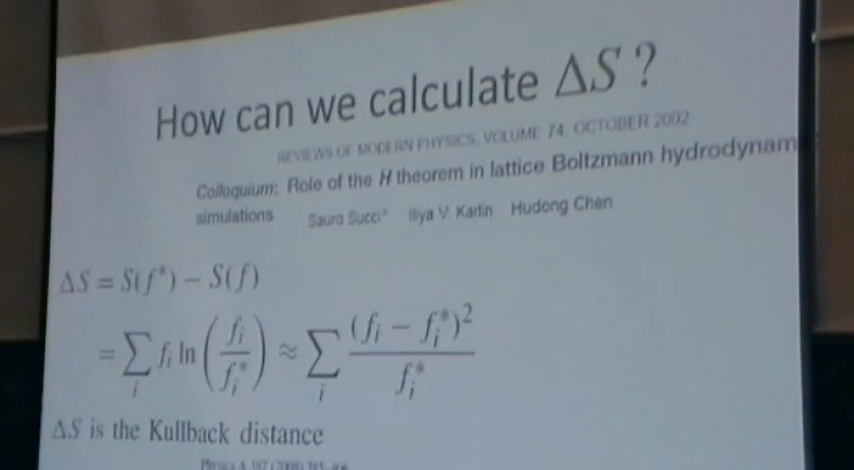 How can we calculate ΔS ?
REVIEWS OF MODERN PHYSICS, VOLUME 74, OCTOBER 2002
Colloquium: Role of the H theorem in lattice Boltzmann hydrodynam
simulations Sauro Succi* Iliya V. Karlin Hudong Chen
ΔS = S(f*) − S(f)
= ∑_i f_i ln (f_i / f_i*) ≈ ∑_i (f_i − f_i*)² / f_i*
ΔS is the Kullback distance